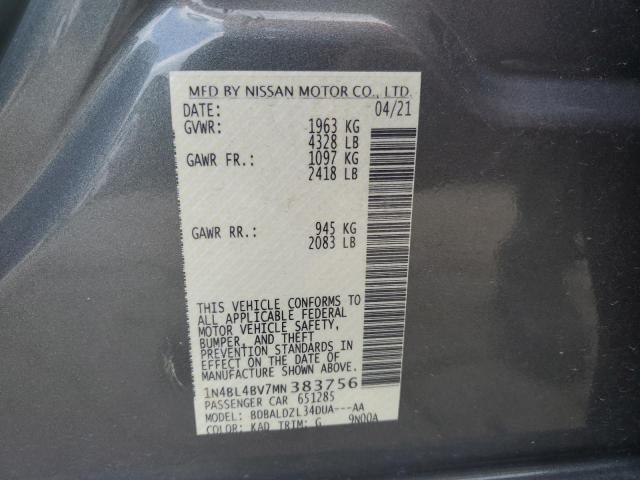 MFD BY NISSAN MOTOR CO., LTD.
DATE: 04/21
GVWR: 1963 KG
4328 LB
GAWR FR.: 1097 KG
2418 LB
GAWR RR.: 945 KG
2083 LB
THIS VEHICLE CONFORMS TO
ALL APPLICABLE FEDERAL
MOTOR VEHICLE SAFETY,
BUMPER, AND THEFT
PREVENTION STANDARDS IN
EFFECT ON THE DATE OF
MANUFACTURE SHOWN ABOVE.
1N4BL4BV7MN383756
PASSENGER CAR 651285
MODEL: BDBALDZL34DUA---AA
COLOR: KAD TRIM: G 9N00A